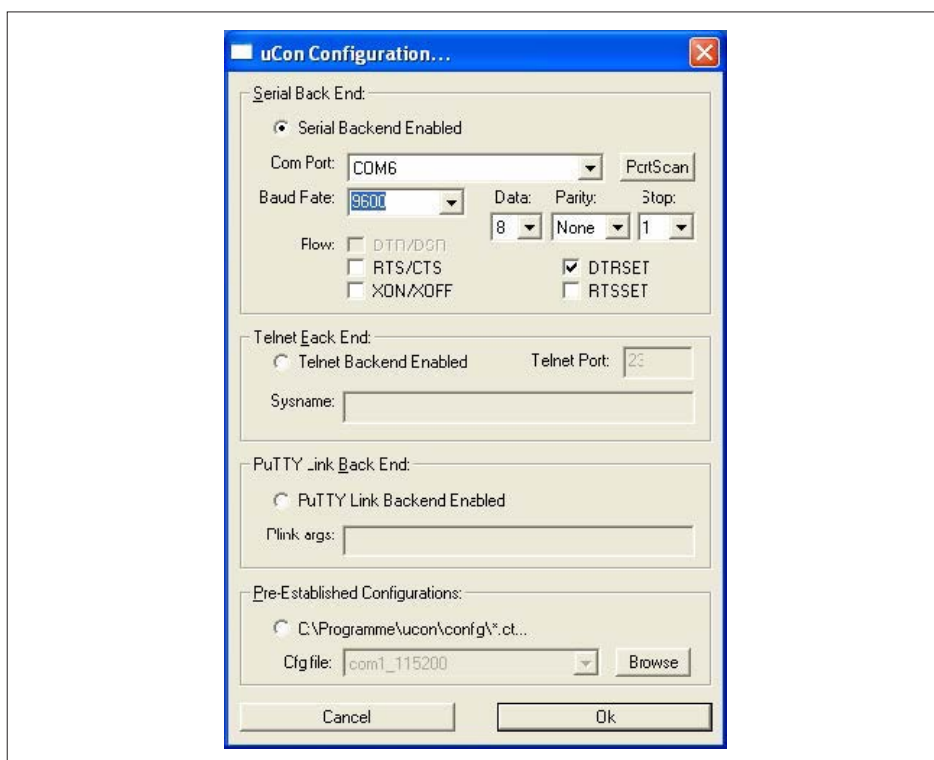 uCon Configuration...
Serial Back End:
Serial Backend Enabled
Com Port: COM6 PortScan
Baud Rate: 9600 Data: Parity: Stop:
8 None 1
Flow: DTR/DSR
RTS/CTS DTRSET
XON/XOFF RTSSET
Telnet Back End:
Telnet Backend Enabled Telnet Port: 23
Sysname:
PuTTY Link Back End:
PuTTY Link Backend Enabled
Plink args:
Pre-Established Configurations:
C:\Programme\ucon\config\*.ct...
Cfg file: com1_115200 Browse
Cancel Ok